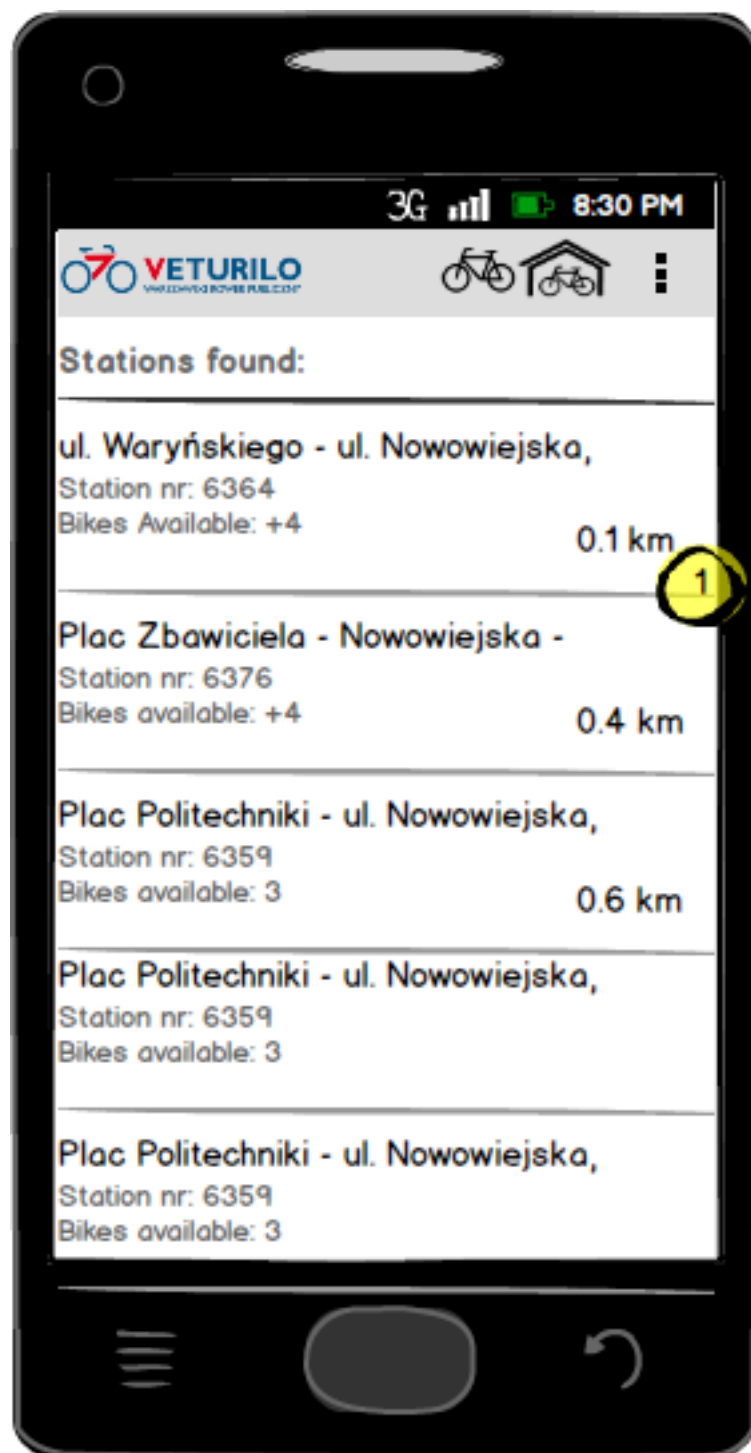 3G 8:30 PM
VETURILO
Stations found:
ul. Waryńskiego - ul. Nowowiejska,
Station nr: 6364
Bikes Available: +4
0.1 km
1
Plac Zbawiciela - Nowowiejska -
Station nr: 6376
Bikes available: +4
0.4 km
Plac Politechniki - ul. Nowowiejska,
Station nr: 6359
Bikes available: 3
0.6 km
Plac Politechniki - ul. Nowowiejska,
Station nr: 6359
Bikes available: 3
Plac Politechniki - ul. Nowowiejska,
Station nr: 6359
Bikes available: 3